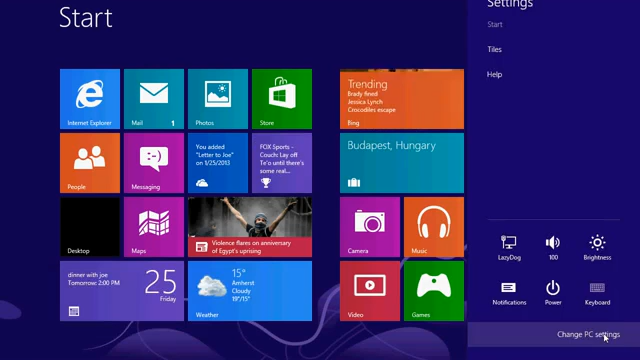 Start
Internet Explorer
Mail
1
Photos
Store
People
Messaging
You added
"Letter to Joe"
on 1/25/2013
FOX Sports -
Couch: Lay off
Te'o until there's
some real...
Desktop
Maps
Violence flares on anniversary
of Egypt's uprising
dinner with joe
Tomorrow: 2:00 PM
25
Friday
15°
Amherst
Cloudy
19°/15°
Weather
Trending
Brady fined
Jessica Lynch
Crocodiles escape
Bing
Budapest, Hungary
Camera
Music
Video
Games
Settings
Start
Tiles
Help
LazyDog
100
Brightness
Notifications
Power
Keyboard
Change PC settings